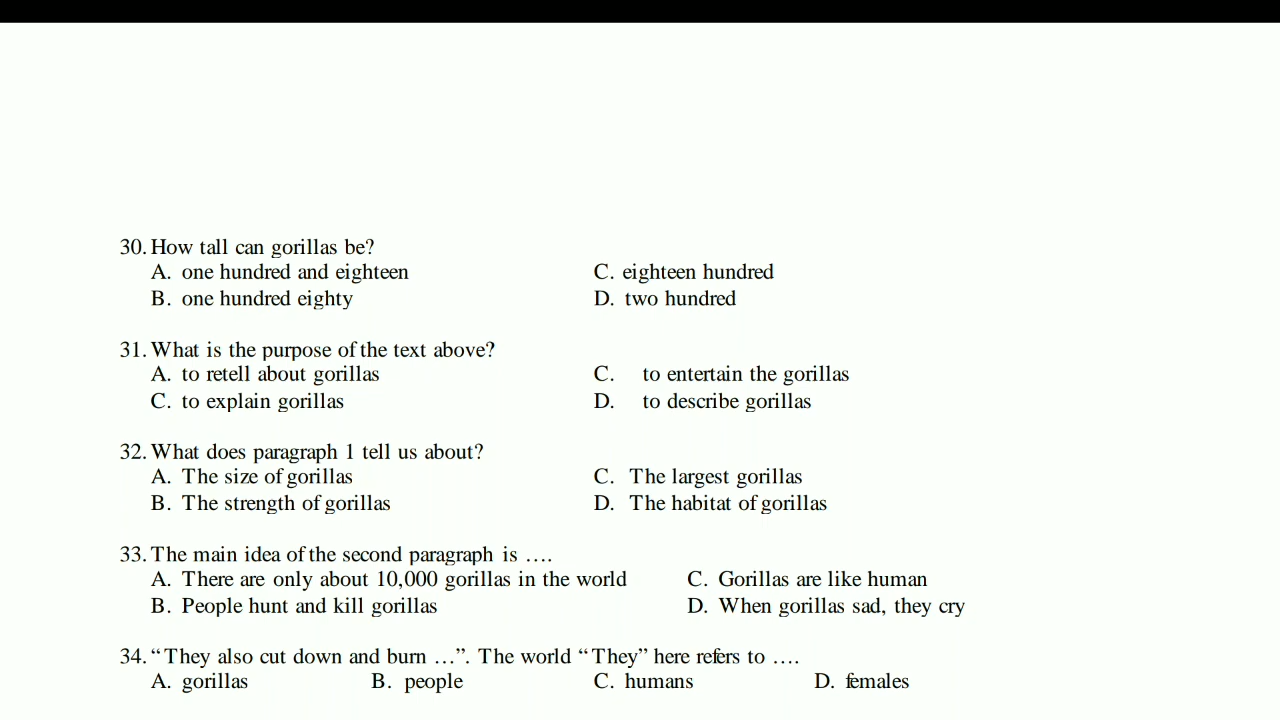 30. How tall can gorillas be?
A. one hundred and eighteen C. eighteen hundred
B. one hundred eighty D. two hundred
31. What is the purpose of the text above?
A. to retell about gorillas C. to entertain the gorillas
C. to explain gorillas D. to describe gorillas
32. What does paragraph 1 tell us about?
A. The size of gorillas C. The largest gorillas
B. The strength of gorillas D. The habitat of gorillas
33. The main idea of the second paragraph is ….
A. There are only about 10,000 gorillas in the world C. Gorillas are like human
B. People hunt and kill gorillas D. When gorillas sad, they cry
34. “They also cut down and burn …”. The world “They” here refers to ….
A. gorillas B. people C. humans D. females